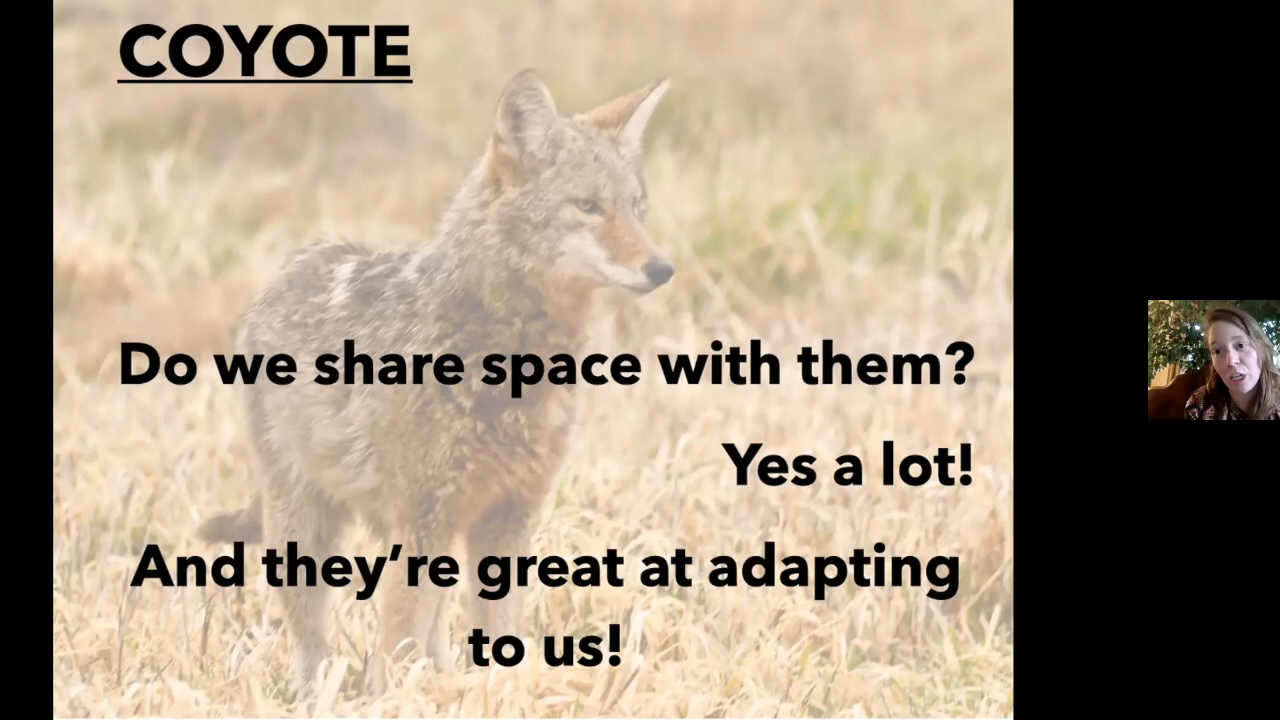 COYOTE
Do we share space with them?
Yes a lot!
And they’re great at adapting
to us!